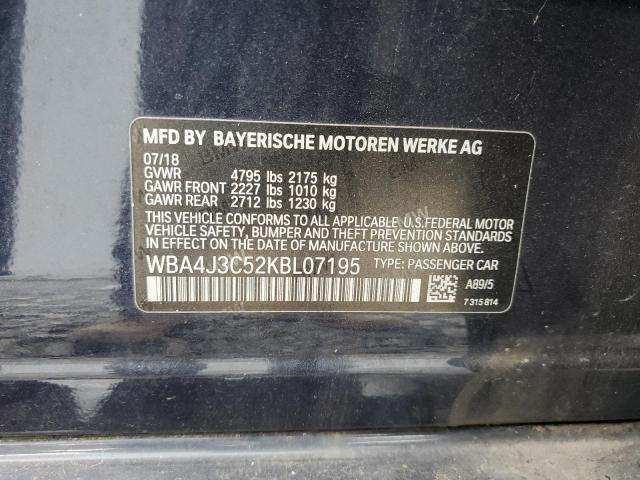 MFD BY BAYERISCHE MOTOREN WERKE AG
07/18
GVWR 4795 lbs 2175 kg
GAWR FRONT 2227 lbs 1010 kg
GAWR REAR 2712 lbs 1230 kg
THIS VEHICLE CONFORMS TO ALL APPLICABLE U.S.FEDERAL MOTOR
VEHICLE SAFETY, BUMPER AND THEFT PREVENTION STANDARDS
IN EFFECT ON THE DATE OF MANUFACTURE SHOWN ABOVE.
WBA4J3C52KBL07195 TYPE: PASSENGER CAR
A89/5
7 315 814